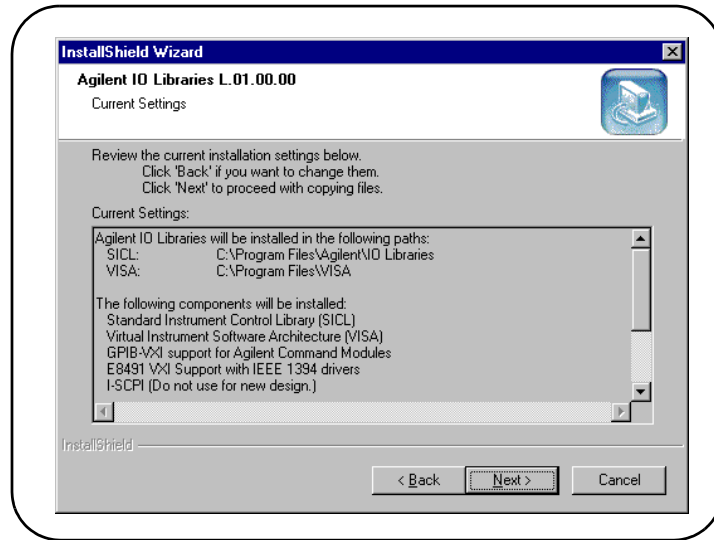 InstallShield Wizard
Agilent IO Libraries L.01.00.00
Current Settings
Review the current installation settings below.
Click 'Back' if you want to change them.
Click 'Next' to proceed with copying files.
Current Settings:
Agilent IO Libraries will be installed in the following paths:
SICL: C:\Program Files\Agilent\IO Libraries
VISA: C:\Program Files\VISA
The following components will be installed:
Standard Instrument Control Library (SICL)
Virtual Instrument Software Architecture (VISA)
GPIB-VXI support for Agilent Command Modules
E8491 VXI Support with IEEE 1394 drivers
I-SCPI (Do not use for new design.)
InstallShield
< Back Next > Cancel